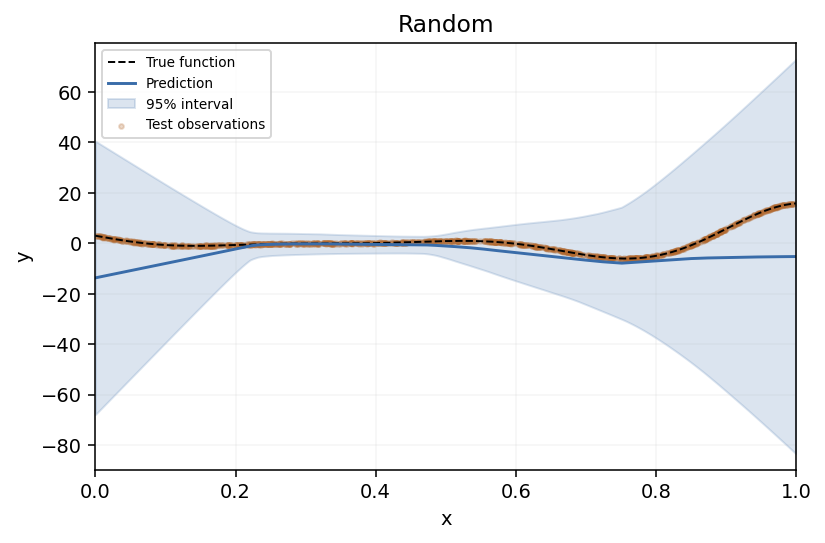 Random
True function
Prediction
95% interval
Test observations
60
40
20
0
−20
−40
−60
−80
y
0.0 0.2 0.4 0.6 0.8 1.0
x